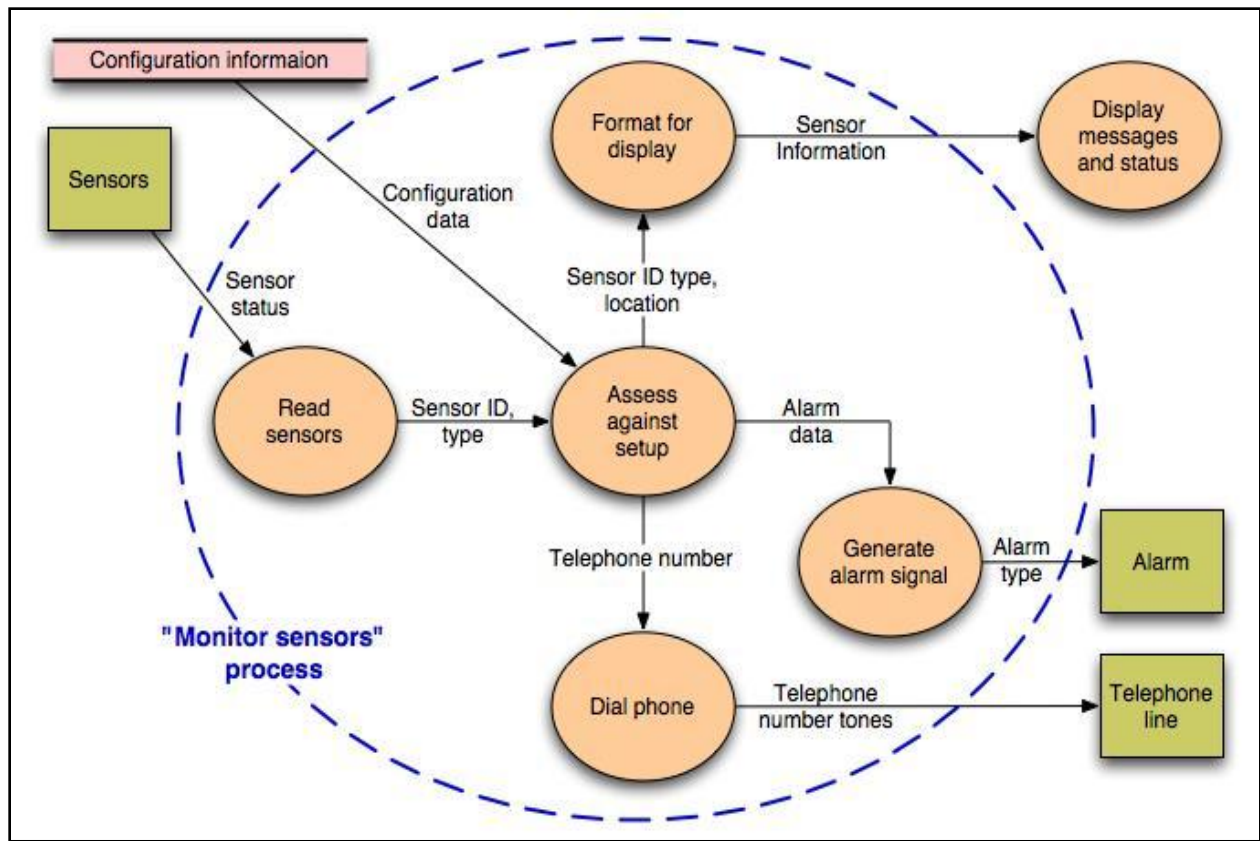 Configuration informaion
Format for
display
Sensor
Information
Display
messages
and status
Sensors
Configuration
data
Sensor
status
Sensor ID type,
location
Read
sensors
Sensor ID,
type
Assess
against
setup
Alarm
data
Telephone number
Generate
alarm signal
Alarm
type
Alarm
"Monitor sensors"
process
Dial phone
Telephone
number tones
Telephone
line